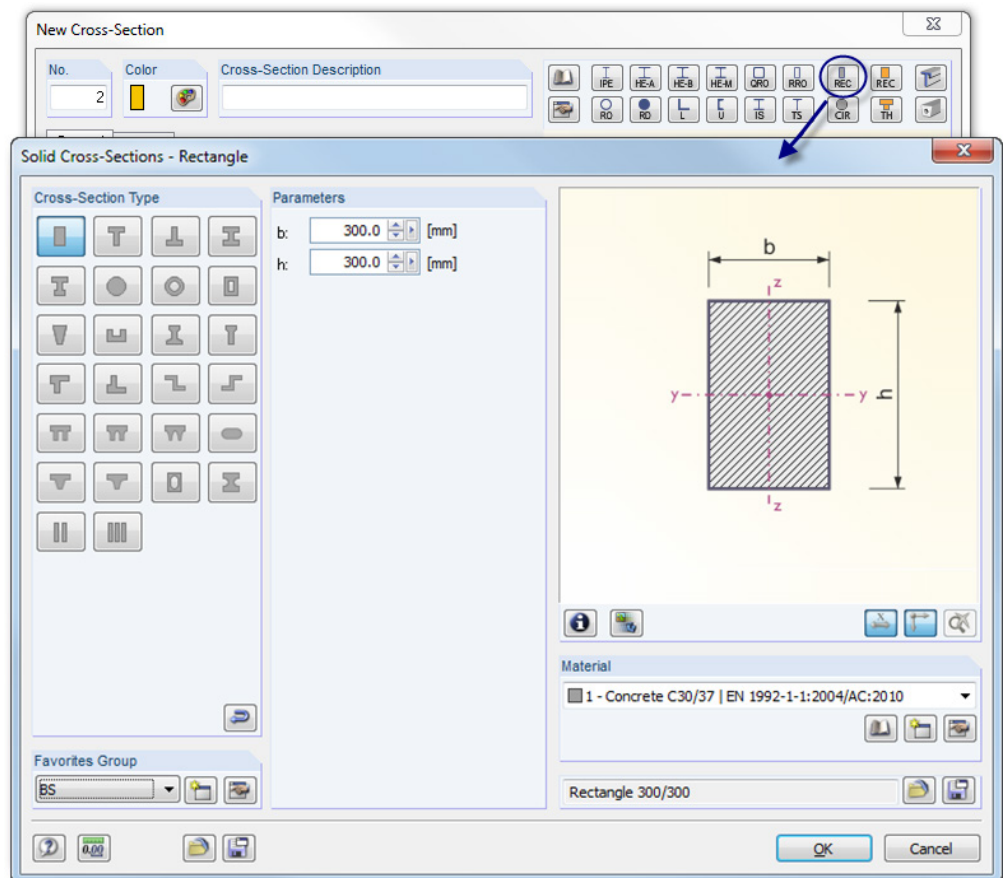 New Cross-Section
No. Color Cross-Section Description
2
IPE HE-A HE-B HE-M QRO RRO REC REC
RO RD L U IS TS CIR TH
Solid Cross-Sections - Rectangle
Cross-Section Type
Parameters
b: 300.0 [mm]
h: 300.0 [mm]
b
z
y y
h
z
Material
1 - Concrete C30/37 | EN 1992-1-1:2004/AC:2010
Favorites Group
BS
Rectangle 300/300
0.00
OK Cancel